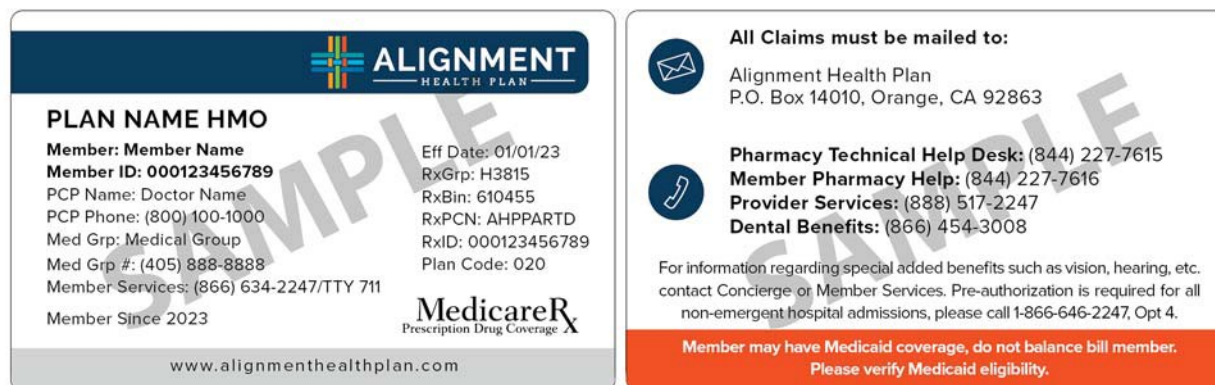 ALIGNMENT
HEALTH PLAN
PLAN NAME HMO
Member: Member Name
Member ID: 000123456789
PCP Name: Doctor Name
PCP Phone: (800) 100-1000
Med Grp: Medical Group
Med Grp #: (405) 888-8888
Member Services: (866) 634-2247/TTY 711
Member Since 2023
Eff Date: 01/01/23
RxGrp: H3815
RxBin: 610455
RxPCN: AHPPARTD
RxID: 000123456789
Plan Code: 020
MedicareRx
Prescription Drug Coverage
www.alignmenthealthplan.com
SAMPLE
All Claims must be mailed to:
Alignment Health Plan
P.O. Box 14010, Orange, CA 92863
Pharmacy Technical Help Desk: (844) 227-7615
Member Pharmacy Help: (844) 227-7616
Provider Services: (888) 517-2247
Dental Benefits: (866) 454-3008
For information regarding special added benefits such as vision, hearing, etc.
contact Concierge or Member Services. Pre-authorization is required for all
non-emergent hospital admissions, please call 1-866-646-2247, Opt 4.
Member may have Medicaid coverage, do not balance bill member.
Please verify Medicaid eligibility.
SAMPLE